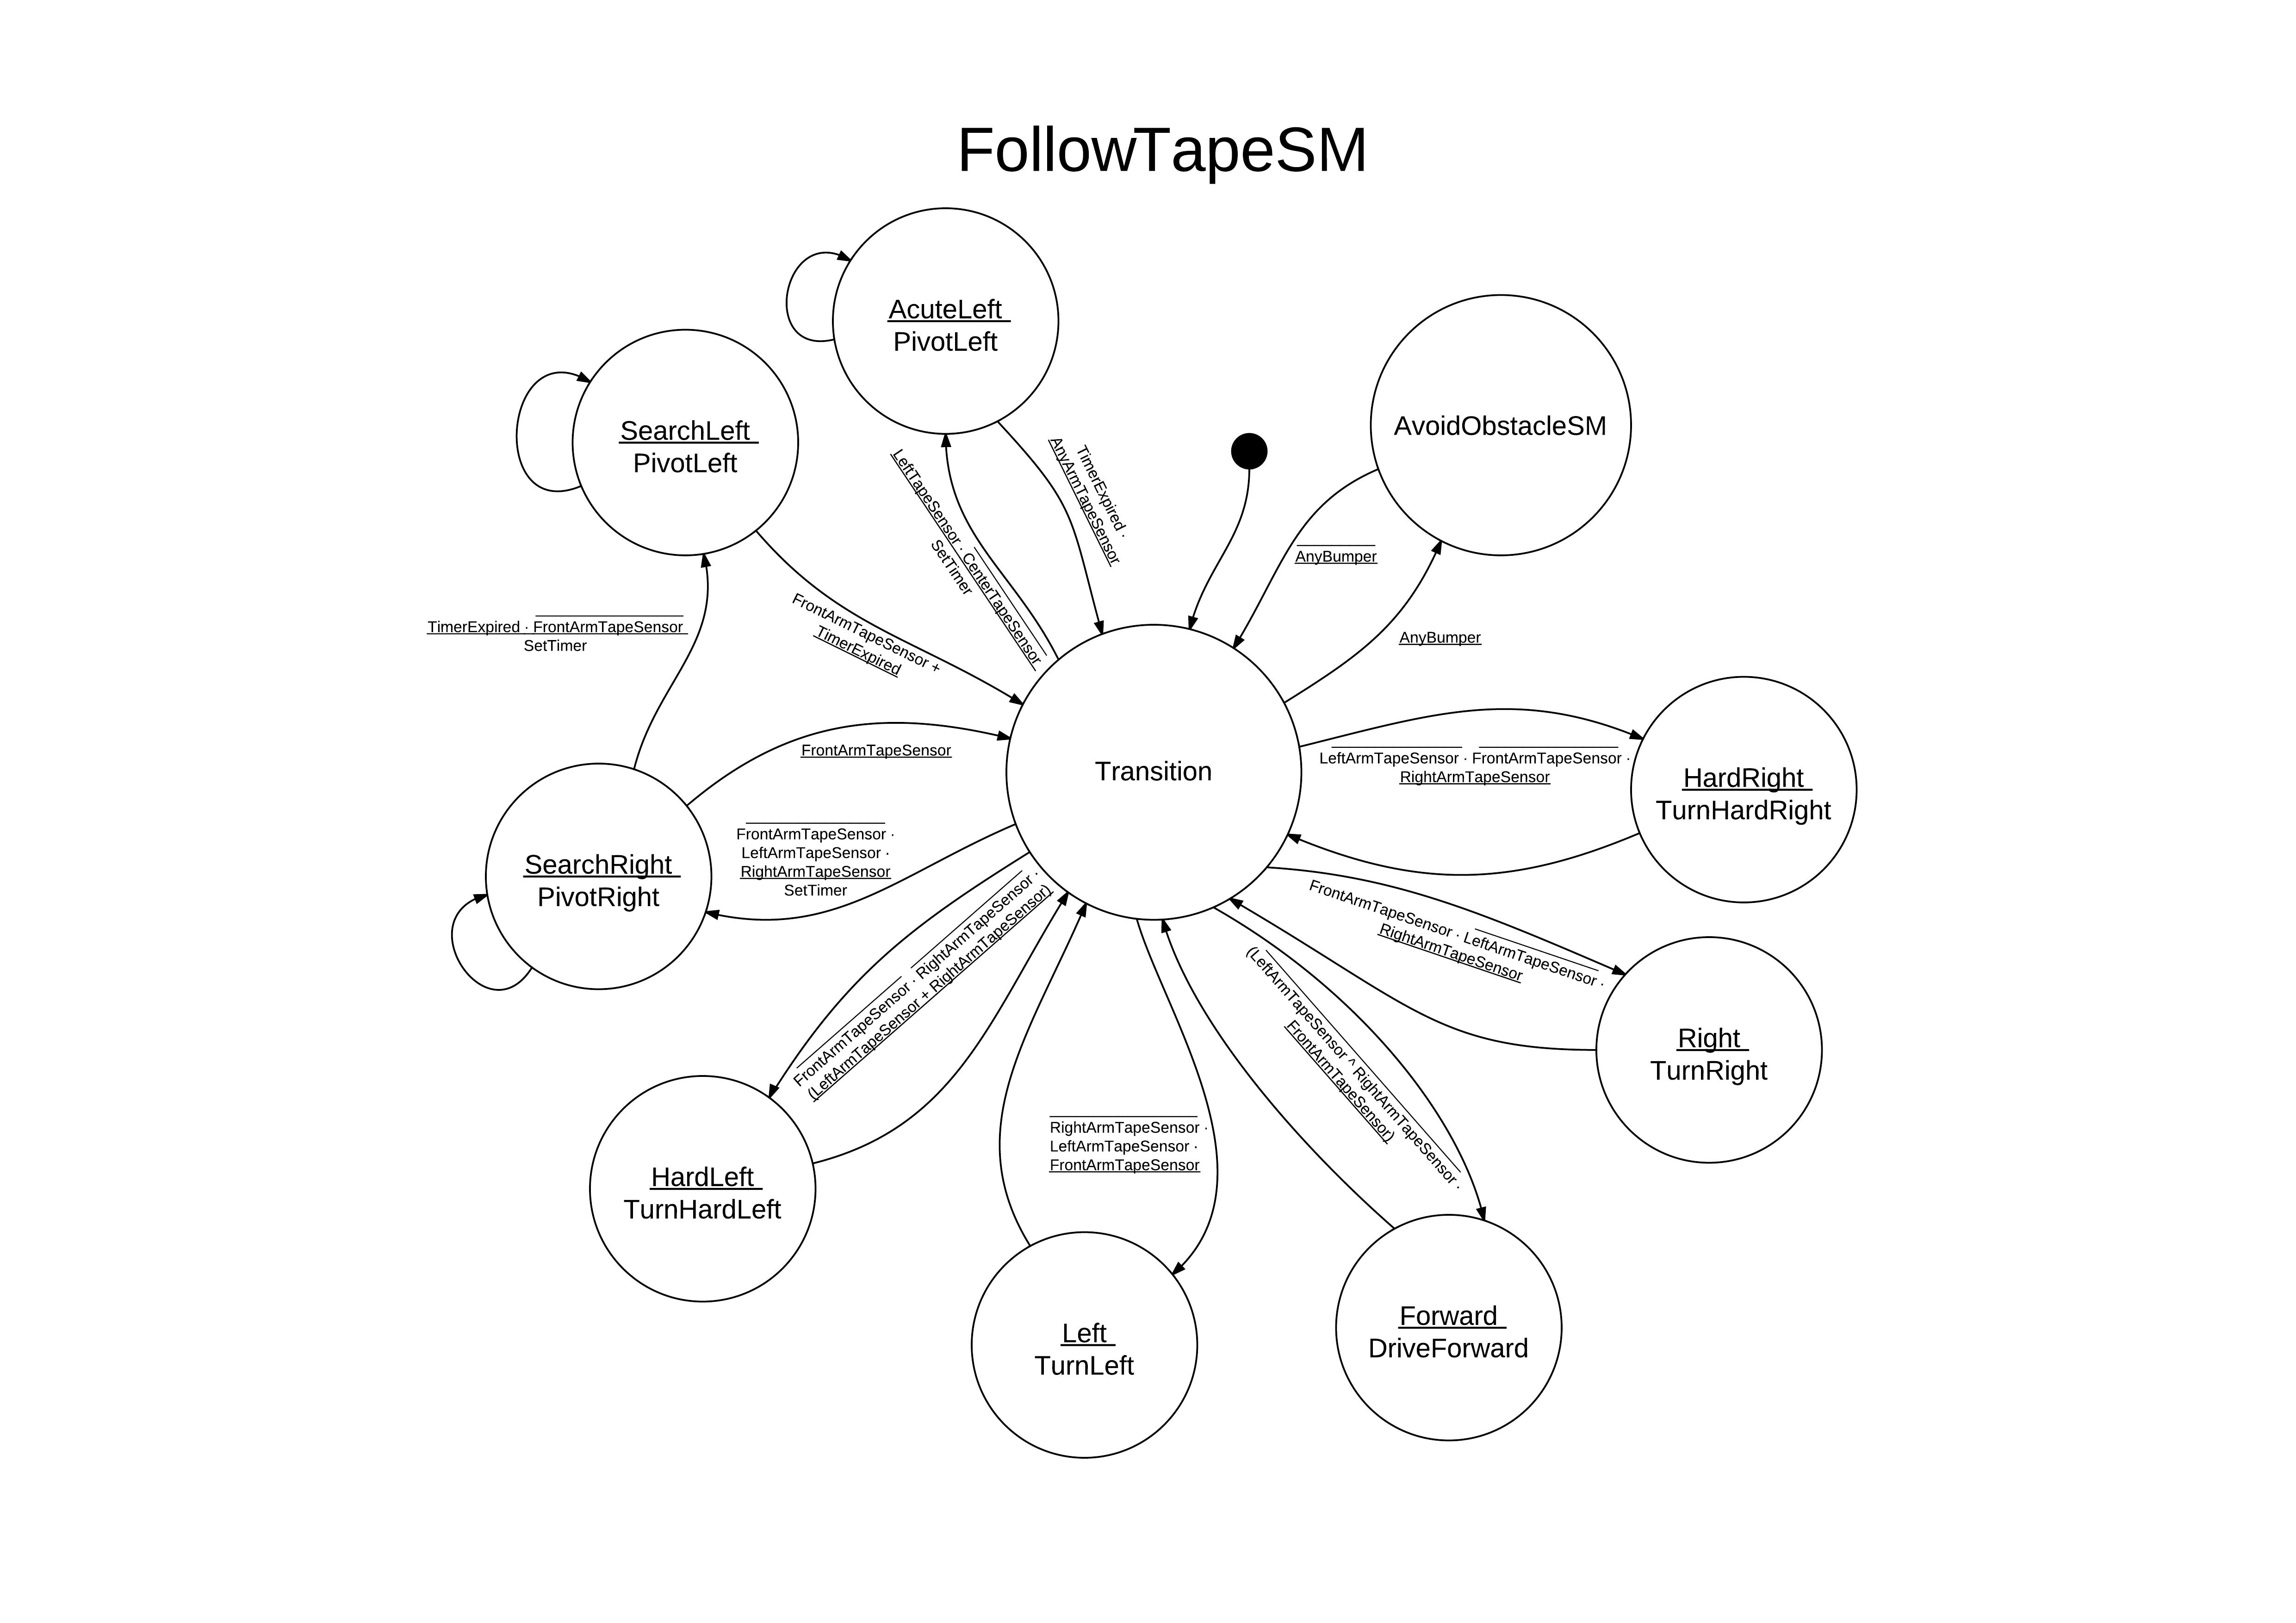 FollowTapeSM
AcuteLeft
PivotLeft
SearchLeft
PivotLeft
AvoidObstacleSM
LeftTapeSensor · CenterTapeSensor
SetTimer
TimerExpired ·
AnyArmTapeSensor
AnyBumper
AnyBumper
TimerExpired · FrontArmTapeSensor
SetTimer
FrontArmTapeSensor +
TimerExpired
FrontArmTapeSensor
Transition
LeftArmTapeSensor · FrontArmTapeSensor ·
RightArmTapeSensor
HardRight
TurnHardRight
SearchRight
PivotRight
FrontArmTapeSensor ·
LeftArmTapeSensor ·
RightArmTapeSensor
SetTimer
FrontArmTapeSensor · RightArmTapeSensor ·
(LeftArmTapeSensor + RightArmTapeSensor)
FrontArmTapeSensor · LeftArmTapeSensor ·
RightArmTapeSensor
(LeftArmTapeSensor ^ RightArmTapeSensor ·
FrontArmTapeSensor)
Right
TurnRight
RightArmTapeSensor ·
LeftArmTapeSensor ·
FrontArmTapeSensor
HardLeft
TurnHardLeft
Left
TurnLeft
Forward
DriveForward